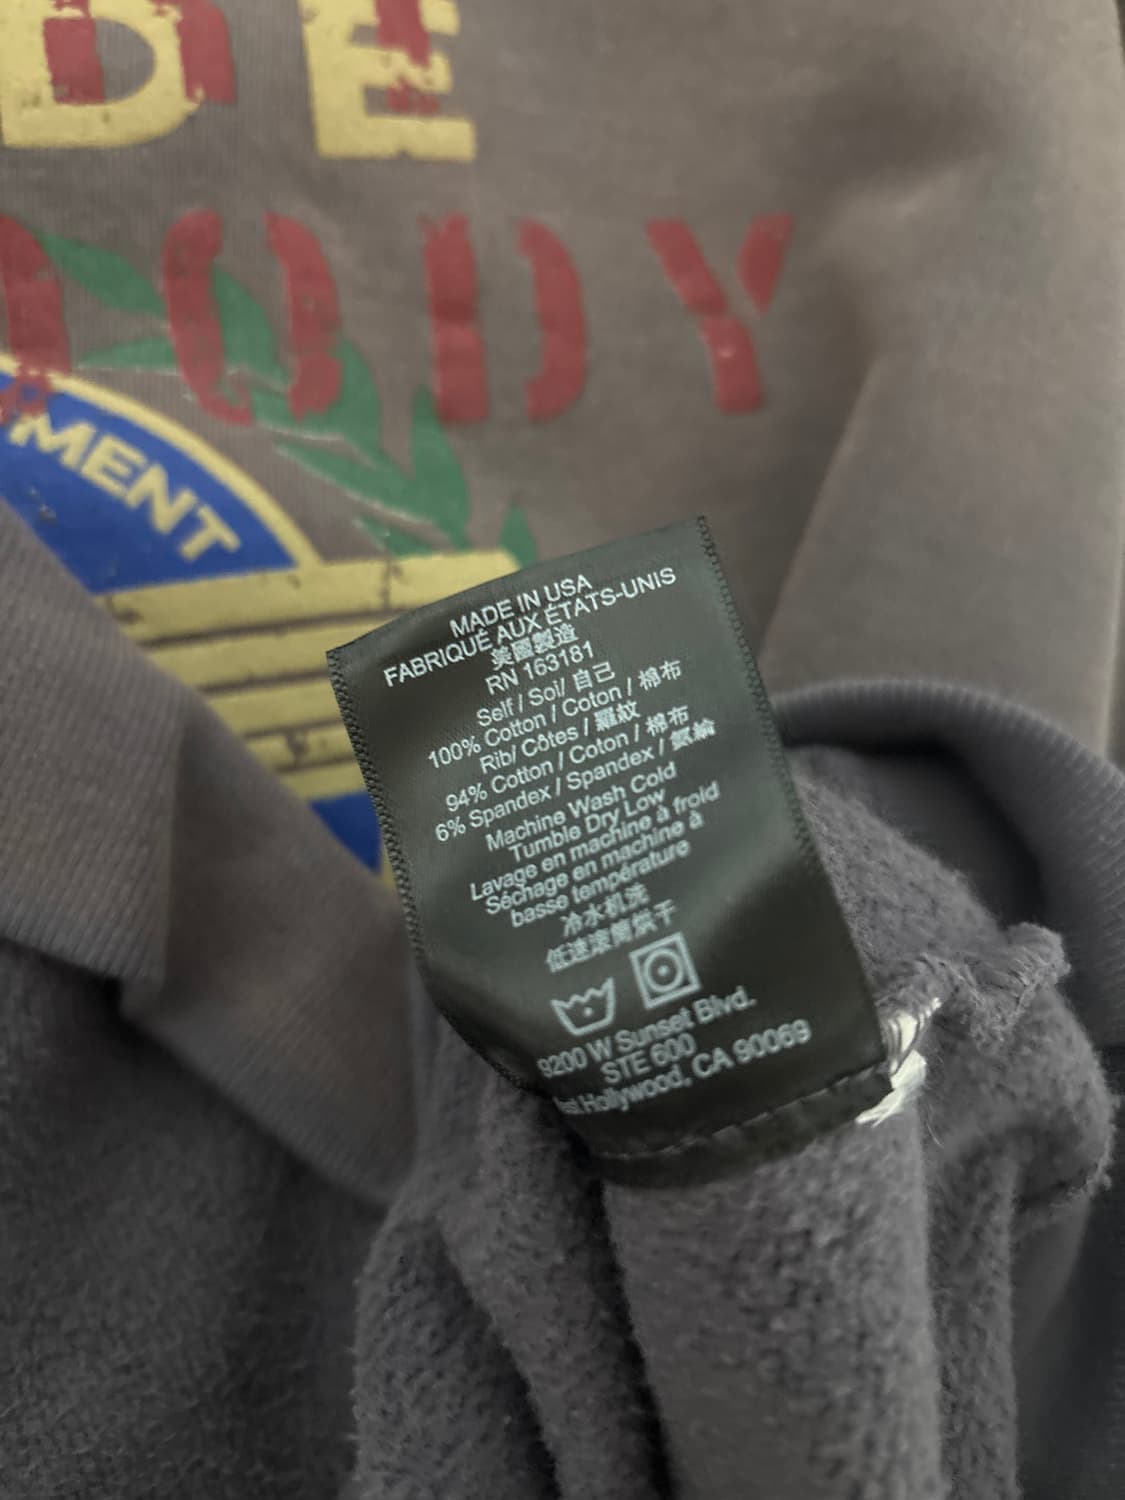 DE
ODY
MENT
MADE IN USA
FABRIQUÉ AUX ÉTATS-UNIS
美國製造
RN 163181
Self / Soi/ 自己
100% Cotton / Coton / 棉布
Rib/ Côtes / 羅紋
94% Cotton / Coton / 棉布
6% Spandex / Spandex / 氨綸
Machine Wash Cold
Tumble Dry Low
Lavage en machine à froid
Séchage en machine à
basse température
冷水机洗
低速滚筒烘干
9200 W Sunset Blvd.
STE 600
Hollywood, CA 90069